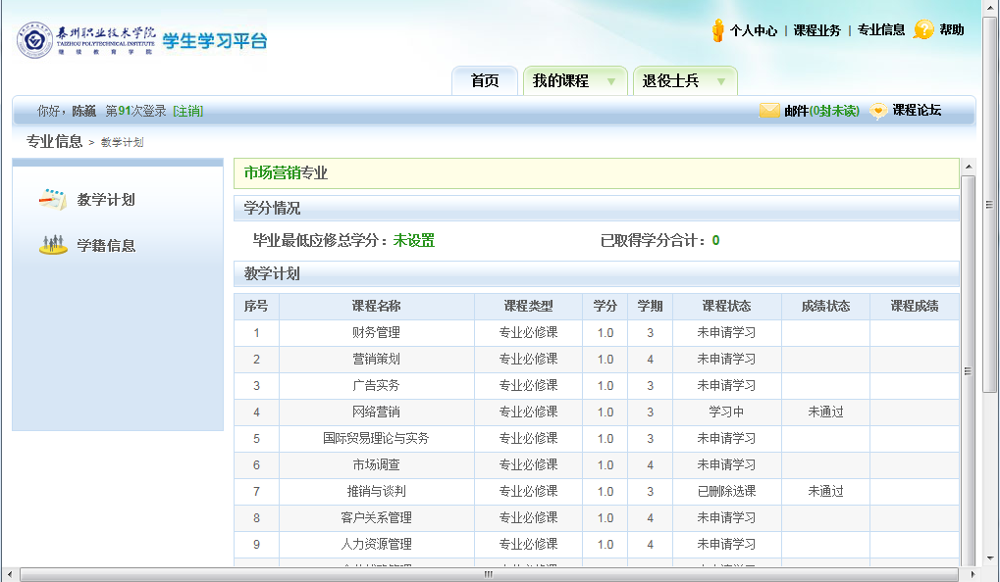 泰州职业技术学院
TAIZHOU POLYTECHNICAL INSTITUTE
继续教育学院
学生学习平台
个人中心 | 课程业务 | 专业信息 帮助
首页 我的课程 退役士兵
你好，陈巍 第91次登录 [注销] 邮件(0封未读) 课程论坛
专业信息 > 教学计划
教学计划
学籍信息
市场营销专业
学分情况
毕业最低应修总学分：未设置 已取得学分合计：0
教学计划
序号 课程名称 课程类型 学分 学期 课程状态 成绩状态 课程成绩
1 财务管理 专业必修课 1.0 3 未申请学习
2 营销策划 专业必修课 1.0 4 未申请学习
3 广告实务 专业必修课 1.0 3 未申请学习
4 网络营销 专业必修课 1.0 3 学习中 未通过
5 国际贸易理论与实务 专业必修课 1.0 3 未申请学习
6 市场调查 专业必修课 1.0 4 未申请学习
7 推销与谈判 专业必修课 1.0 3 已删除选课 未通过
8 客户关系管理 专业必修课 1.0 4 未申请学习
9 人力资源管理 专业必修课 1.0 4 未申请学习